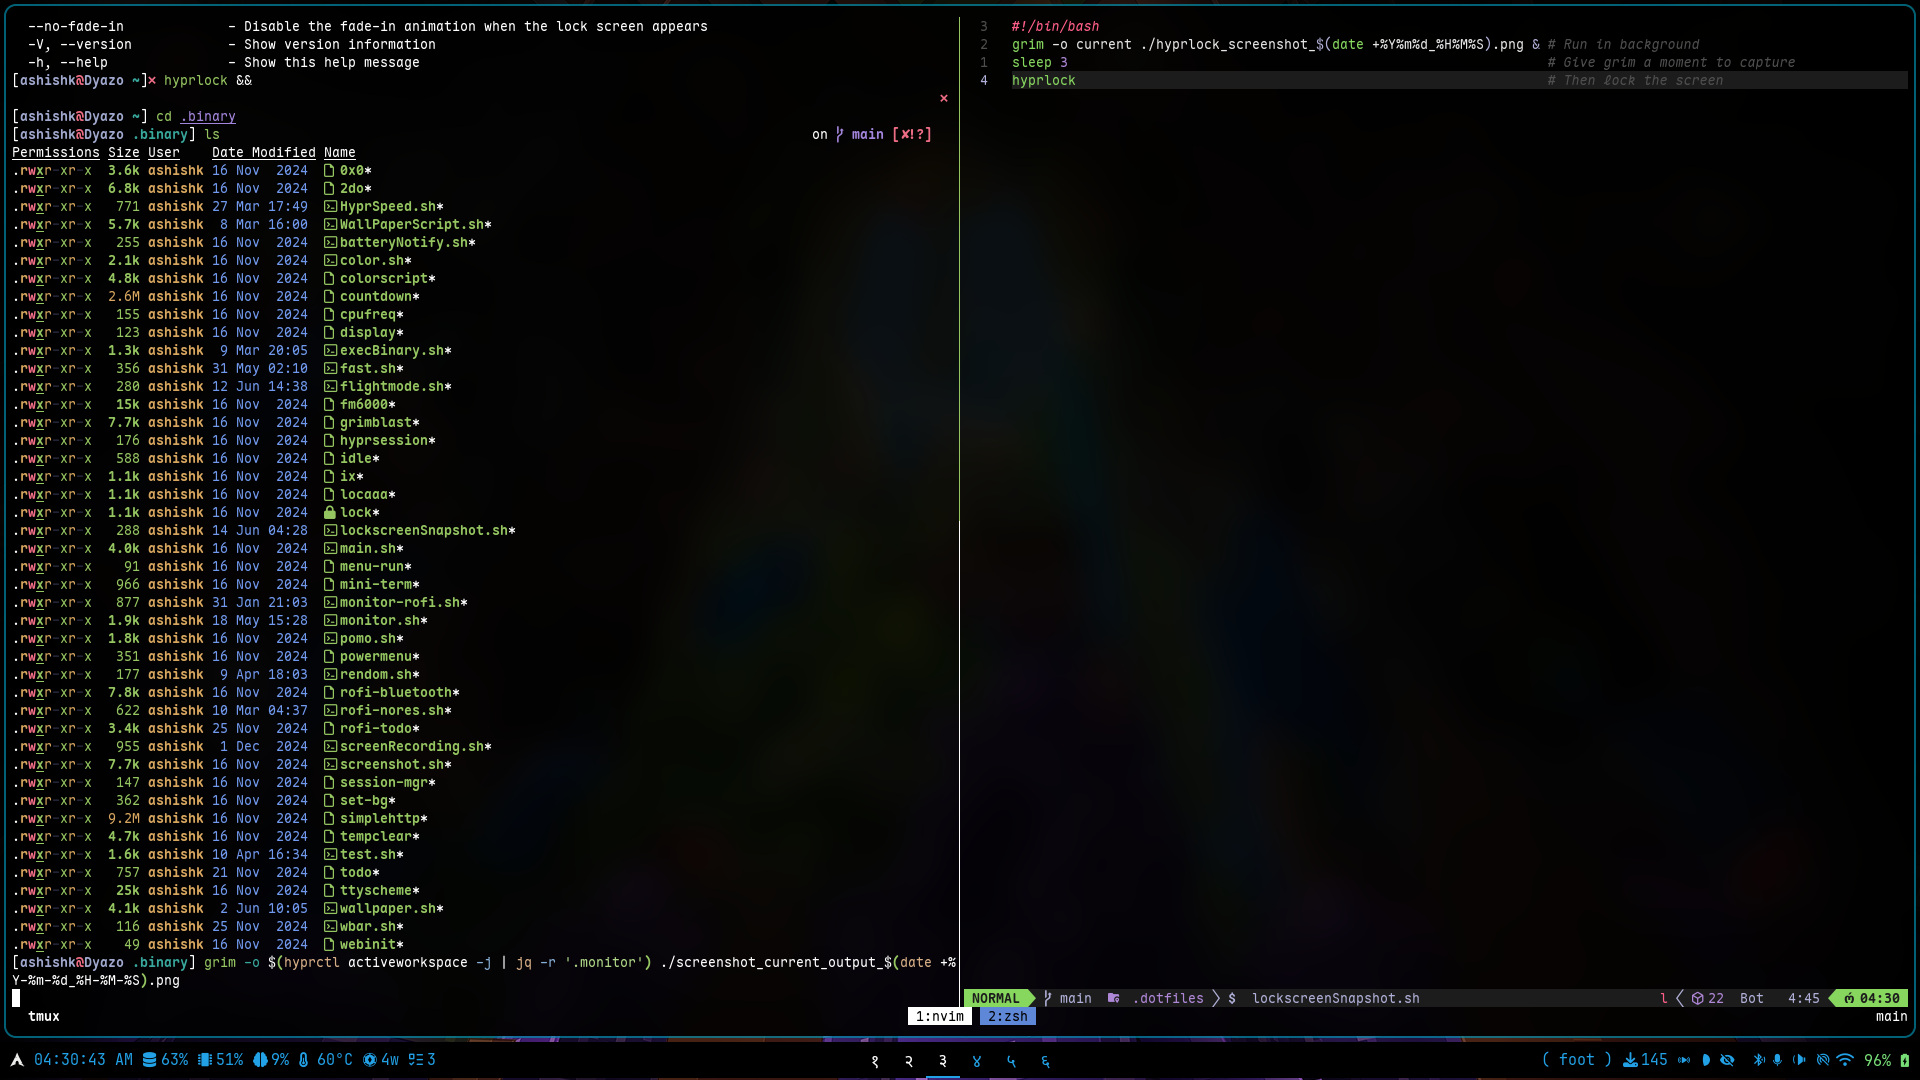 --no-fade-in             - Disable the fade-in animation when the lock screen appears
-V, --version            - Show version information
-h, --help               - Show this help message
[ashishk@Dyazo ~]× hyprlock &&
×
[ashishk@Dyazo ~] cd .binary
[ashishk@Dyazo .binary] ls on main [✘!?]
Permissions Size User    Date Modified Name
.rwxr-xr-x  3.6k ashishk 16 Nov  2024  0x0*
.rwxr-xr-x  6.8k ashishk 16 Nov  2024  2do*
.rwxr-xr-x   771 ashishk 27 Mar 17:49  HyprSpeed.sh*
.rwxr-xr-x  5.7k ashishk  8 Mar 16:00  WallPaperScript.sh*
.rwxr-xr-x   255 ashishk 16 Nov  2024  batteryNotify.sh*
.rwxr-xr-x  2.1k ashishk 16 Nov  2024  color.sh*
.rwxr-xr-x  4.8k ashishk 16 Nov  2024  colorscript*
.rwxr-xr-x  2.6M ashishk 16 Nov  2024  countdown*
.rwxr-xr-x   155 ashishk 16 Nov  2024  cpufreq*
.rwxr-xr-x   123 ashishk 16 Nov  2024  display*
.rwxr-xr-x  1.3k ashishk  9 Mar 20:05  execBinary.sh*
.rwxr-xr-x   356 ashishk 31 May 02:10  fast.sh*
.rwxr-xr-x   280 ashishk 12 Jun 14:38  flightmode.sh*
.rwxr-xr-x   15k ashishk 16 Nov  2024  fm6000*
.rwxr-xr-x  7.7k ashishk 16 Nov  2024  grimblast*
.rwxr-xr-x   176 ashishk 16 Nov  2024  hyprsession*
.rwxr-xr-x   588 ashishk 16 Nov  2024  idle*
.rwxr-xr-x  1.1k ashishk 16 Nov  2024  ix*
.rwxr-xr-x  1.1k ashishk 16 Nov  2024  locaaa*
.rwxr-xr-x  1.1k ashishk 16 Nov  2024  lock*
.rwxr-xr-x   288 ashishk 14 Jun 04:28  lockscreenSnapshot.sh*
.rwxr-xr-x  4.0k ashishk 16 Nov  2024  main.sh*
.rwxr-xr-x    91 ashishk 16 Nov  2024  menu-run*
.rwxr-xr-x   966 ashishk 16 Nov  2024  mini-term*
.rwxr-xr-x   877 ashishk 31 Jan 21:03  monitor-rofi.sh*
.rwxr-xr-x  1.9k ashishk 18 May 15:28  monitor.sh*
.rwxr-xr-x  1.8k ashishk 16 Nov  2024  pomo.sh*
.rwxr-xr-x   351 ashishk 16 Nov  2024  powermenu*
.rwxr-xr-x   177 ashishk  9 Apr 18:03  rendom.sh*
.rwxr-xr-x  7.8k ashishk 16 Nov  2024  rofi-bluetooth*
.rwxr-xr-x   622 ashishk 10 Mar 04:37  rofi-nores.sh*
.rwxr-xr-x  3.4k ashishk 25 Nov  2024  rofi-todo*
.rwxr-xr-x   955 ashishk  1 Dec  2024  screenRecording.sh*
.rwxr-xr-x  7.7k ashishk 16 Nov  2024  screenshot.sh*
.rwxr-xr-x   147 ashishk 16 Nov  2024  session-mgr*
.rwxr-xr-x   362 ashishk 16 Nov  2024  set-bg*
.rwxr-xr-x  9.2M ashishk 16 Nov  2024  simplehttp*
.rwxr-xr-x  4.7k ashishk 16 Nov  2024  tempclear*
.rwxr-xr-x  1.6k ashishk 10 Apr 16:34  test.sh*
.rwxr-xr-x   757 ashishk 21 Nov  2024  todo*
.rwxr-xr-x   25k ashishk 16 Nov  2024  ttyscheme*
.rwxr-xr-x  4.1k ashishk  2 Jun 10:05  wallpaper.sh*
.rwxr-xr-x   116 ashishk 25 Nov  2024  wbar.sh*
.rwxr-xr-x    49 ashishk 16 Nov  2024  webinit*
[ashishk@Dyazo .binary] grim -o $(hyprctl activeworkspace -j | jq -r '.monitor') ./screenshot_current_output_$(date +%
Y-%m-%d_%H-%M-%S).png
3 #!/bin/bash
2 grim -o current ./hyprlock_screenshot_$(date +%Y%m%d_%H%M%S).png & # Run in background
1 sleep 3 # Give grim a moment to capture
4 hyprlock # Then lock the screen
NORMAL main .dotfiles $ lockscreenSnapshot.sh l 22 Bot 4:45 04:30
tmux 1:nvim 2:zsh main
04:30:43 AM 63% 51% 9% 60°C 4w 3 १ २ ३ ४ ५ ६ ( foot ) 145 96%